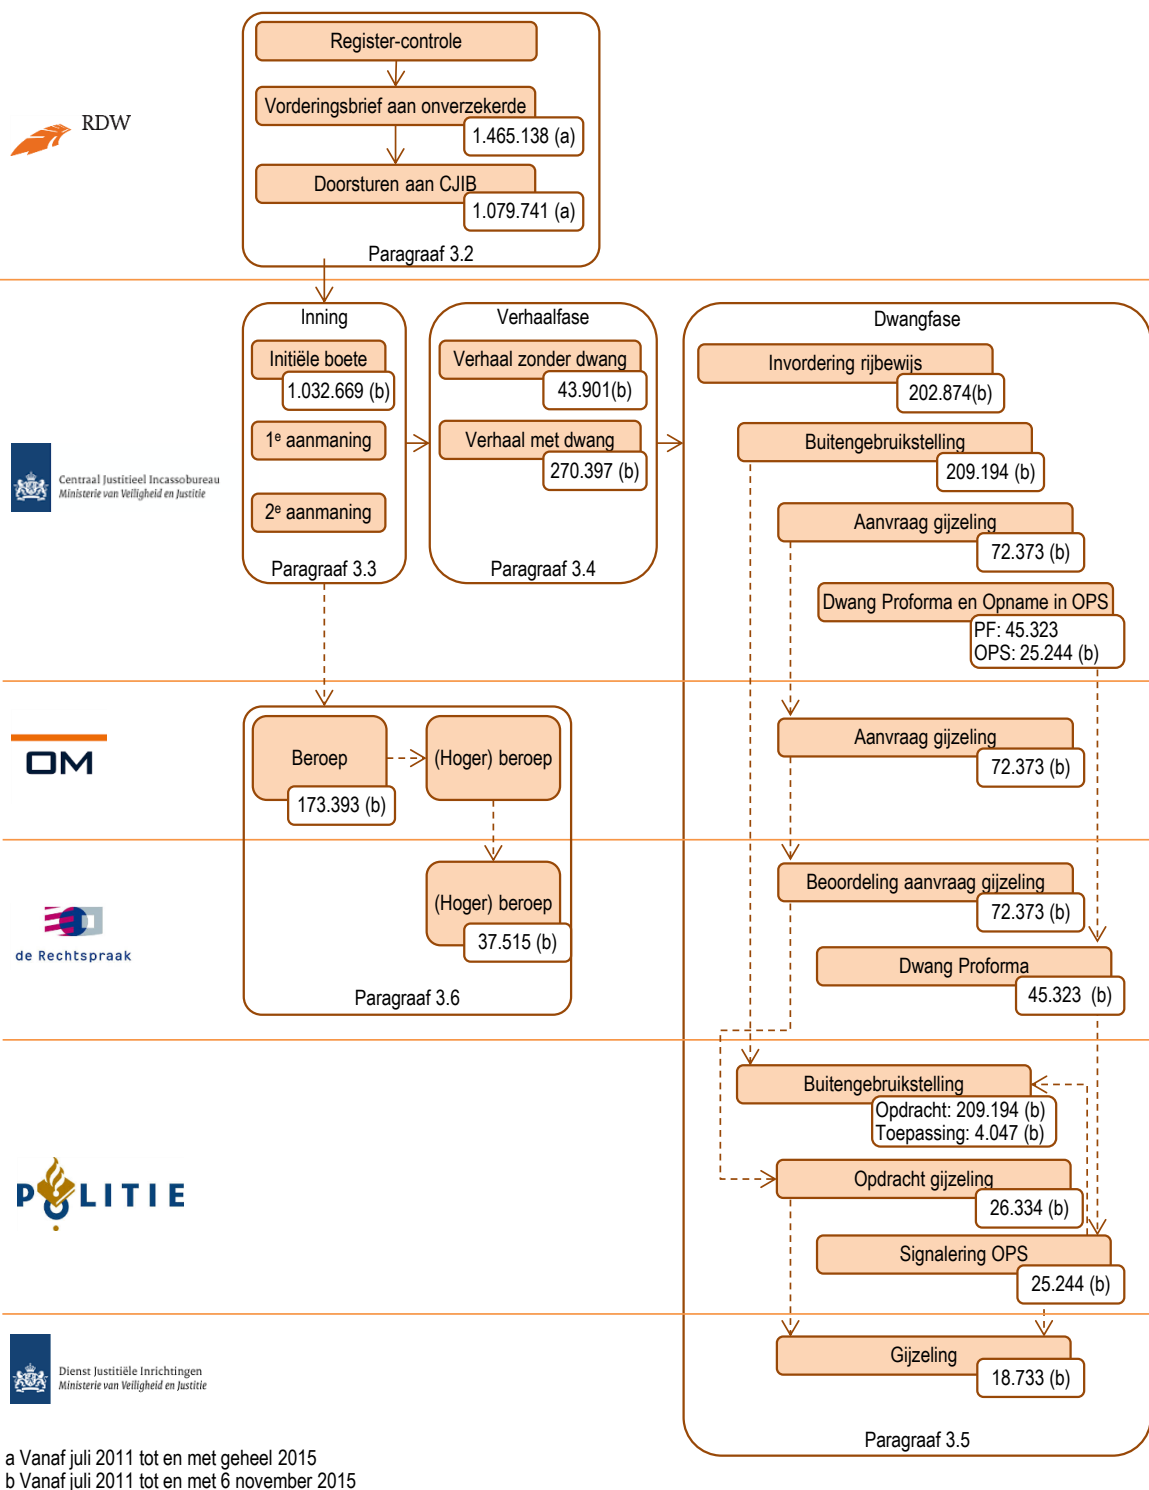 Register-controle
Vorderingsbrief aan onverzekerde
1.465.138 (a)
Doorsturen aan CJIB
1.079.741 (a)
Paragraaf 3.2
RDW
Inning
Initiële boete
1.032.669 (b)
1e aanmaning
2e aanmaning
Paragraaf 3.3
Verhaalfase
Verhaal zonder dwang
43.901(b)
Verhaal met dwang
270.397 (b)
Paragraaf 3.4
Dwangfase
Invordering rijbewijs
202.874(b)
Buitengebruikstelling
209.194 (b)
Aanvraag gijzeling
72.373 (b)
Dwang Proforma en Opname in OPS
PF: 45.323
OPS: 25.244 (b)
Centraal Justitieel Incassobureau
Ministerie van Veiligheid en Justitie
OM
Beroep
173.393 (b)
(Hoger) beroep
Aanvraag gijzeling
72.373 (b)
de Rechtspraak
(Hoger) beroep
37.515 (b)
Paragraaf 3.6
Beoordeling aanvraag gijzeling
72.373 (b)
Dwang Proforma
45.323 (b)
POLITIE
Buitengebruikstelling
Opdracht: 209.194 (b)
Toepassing: 4.047 (b)
Opdracht gijzeling
26.334 (b)
Signalering OPS
25.244 (b)
Dienst Justitiële Inrichtingen
Ministerie van Veiligheid en Justitie
Gijzeling
18.733 (b)
Paragraaf 3.5
a Vanaf juli 2011 tot en met geheel 2015
b Vanaf juli 2011 tot en met 6 november 2015